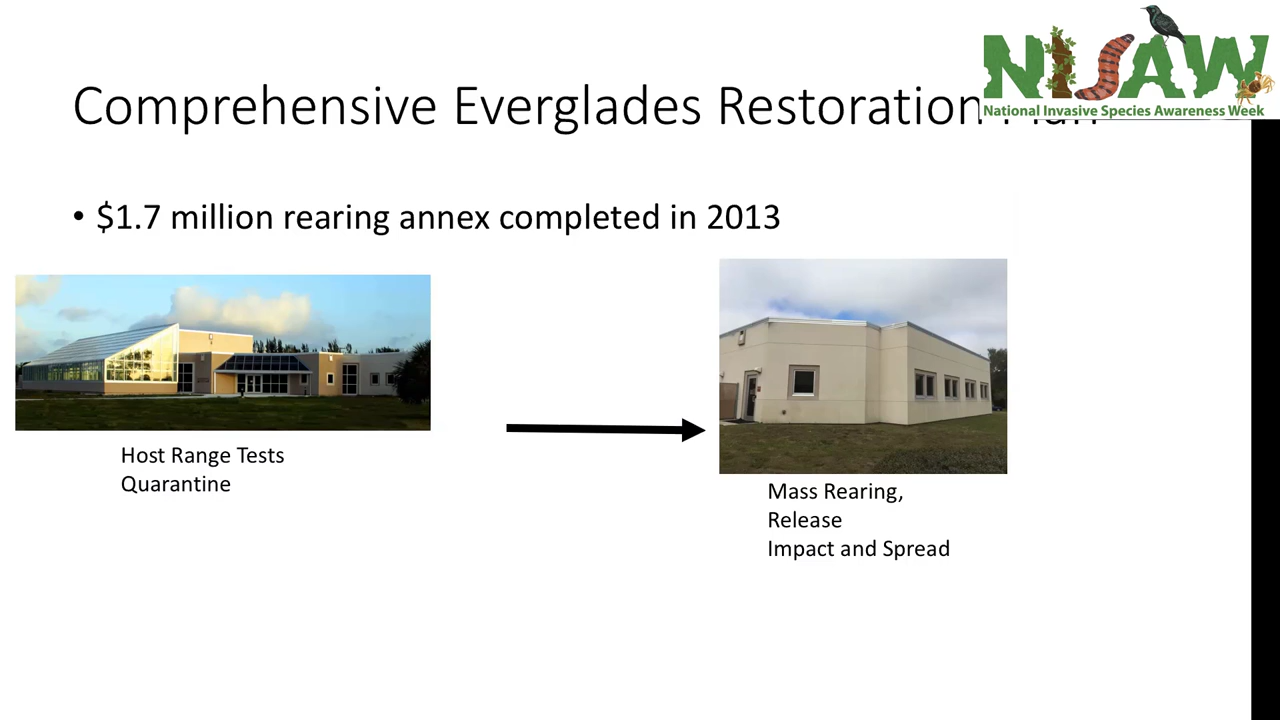 NISAW
National Invasive Species Awareness Week
Comprehensive Everglades Restoration
• $1.7 million rearing annex completed in 2013
Host Range Tests
Quarantine
Mass Rearing,
Release
Impact and Spread